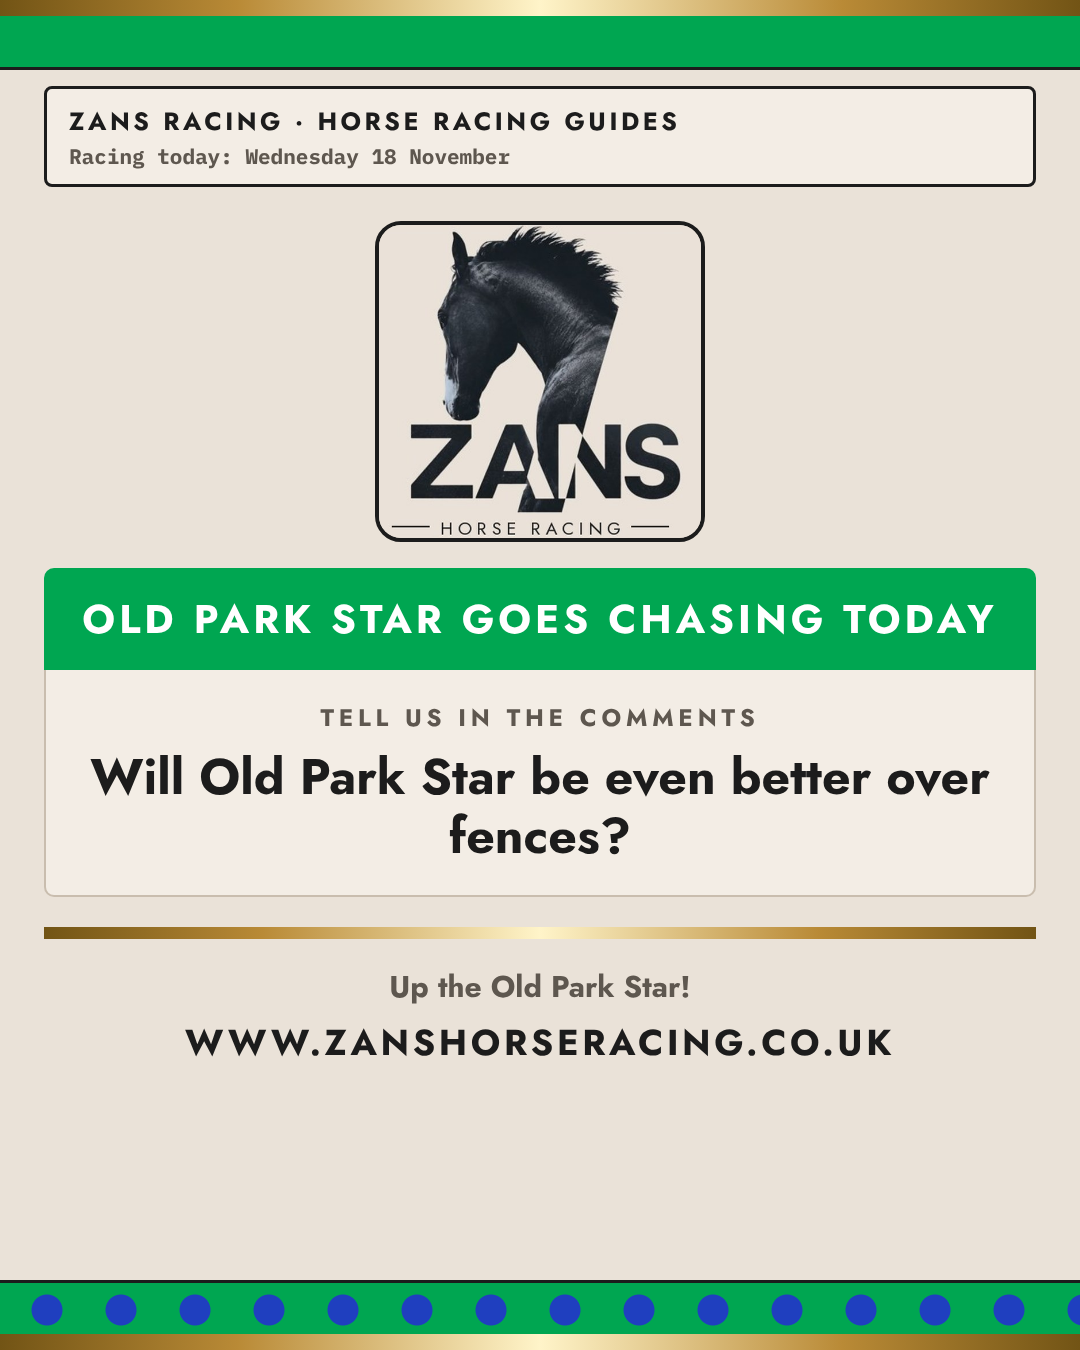 ZANS RACING · HORSE RACING GUIDES
Racing today: Wednesday 18 November
ZANS
HORSE RACING
OLD PARK STAR GOES CHASING TODAY
TELL US IN THE COMMENTS
Will Old Park Star be even better over
fences?
Up the Old Park Star!
WWW.ZANSHORSERACING.CO.UK